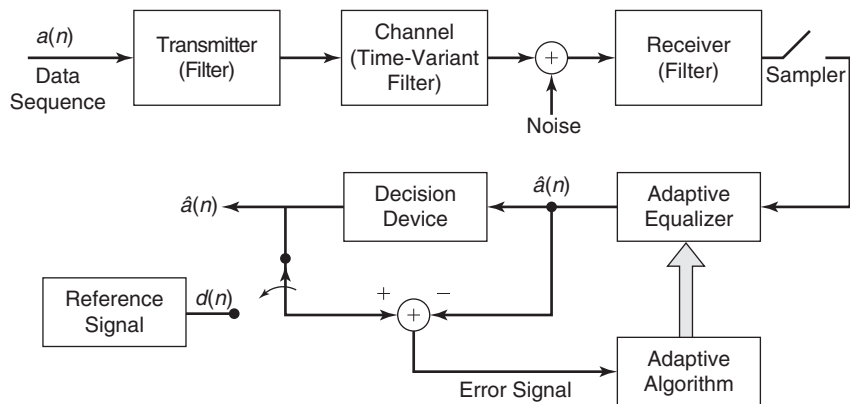 a(n)
Data
Sequence
Transmitter
(Filter)
Channel
(Time-Variant
Filter)
+
Noise
Receiver
(Filter)
Sampler
â(n)
Decision
Device
â(n)
Adaptive
Equalizer
Reference
Signal
d(n)
+
−
+
Error Signal
Adaptive
Algorithm